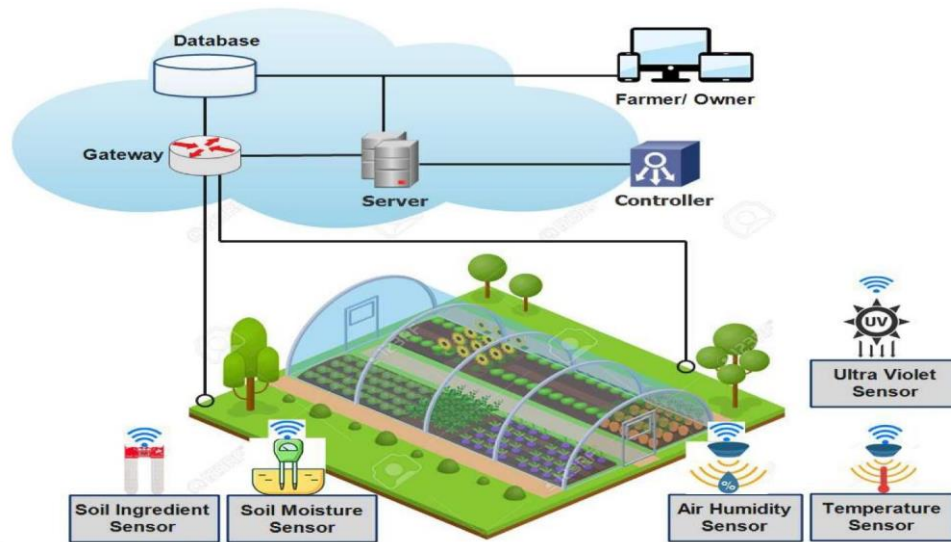 Database
Farmer/ Owner
Gateway
Server
Controller
UV
Ultra Violet
Sensor
%
Soil Ingredient
Sensor
Soil Moisture
Sensor
Air Humidity
Sensor
Temperature
Sensor